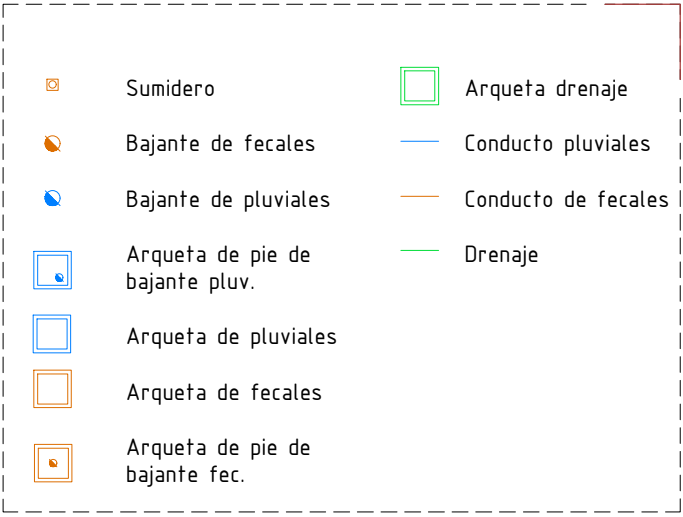 Sumidero
Bajante de fecales
Bajante de pluviales
Arqueta de pie de
bajante pluv.
Arqueta de pluviales
Arqueta de fecales
Arqueta de pie de
bajante fec.
Arqueta drenaje
Conducto pluviales
Conducto de fecales
Drenaje